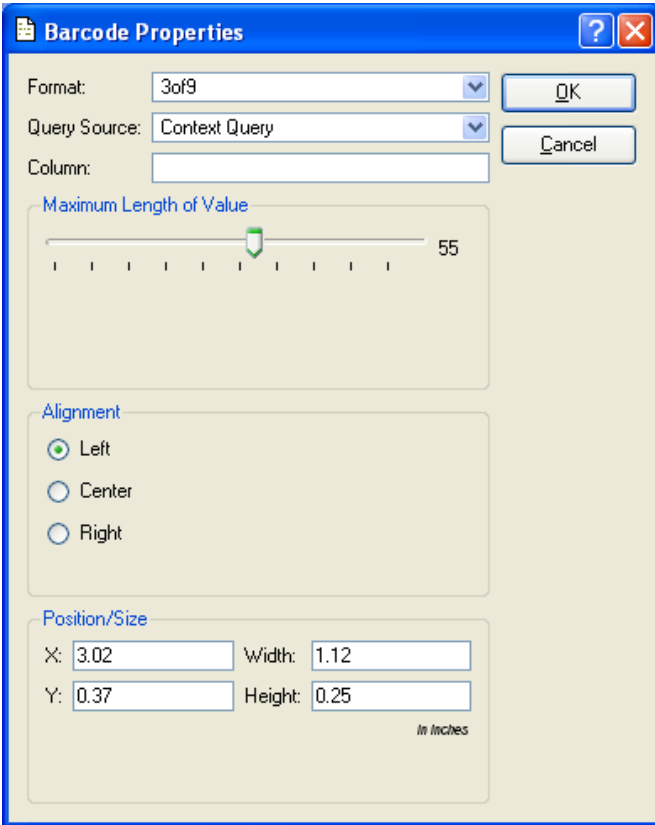 Barcode Properties
Format: 3of9 OK
Query Source: Context Query Cancel
Column:
Maximum Length of Value
55
Alignment
Left
Center
Right
Position/Size
X: 3.02 Width: 1.12
Y: 0.37 Height: 0.25
In Inches